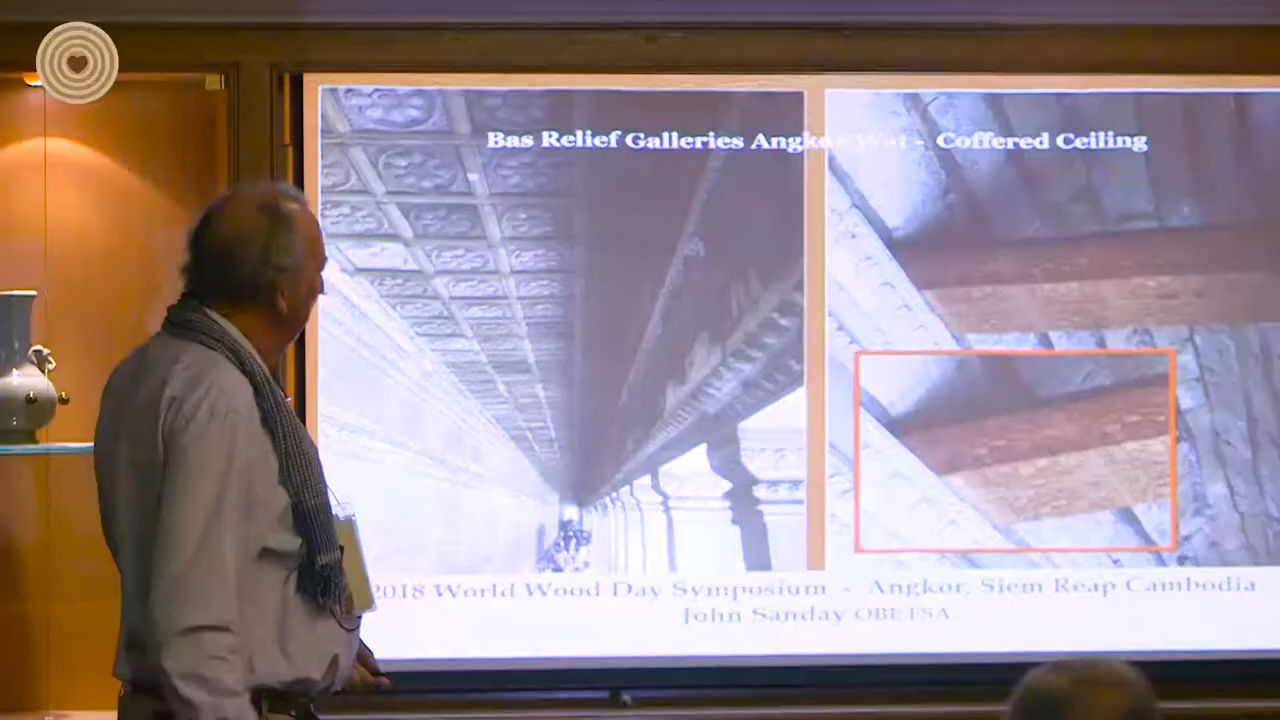 Bas Relief Galleries Angkor Wat - Coffered Ceiling
2018 World Wood Day Symposium - Angkor, Siem Reap Cambodia
John Sanday OBE FSA